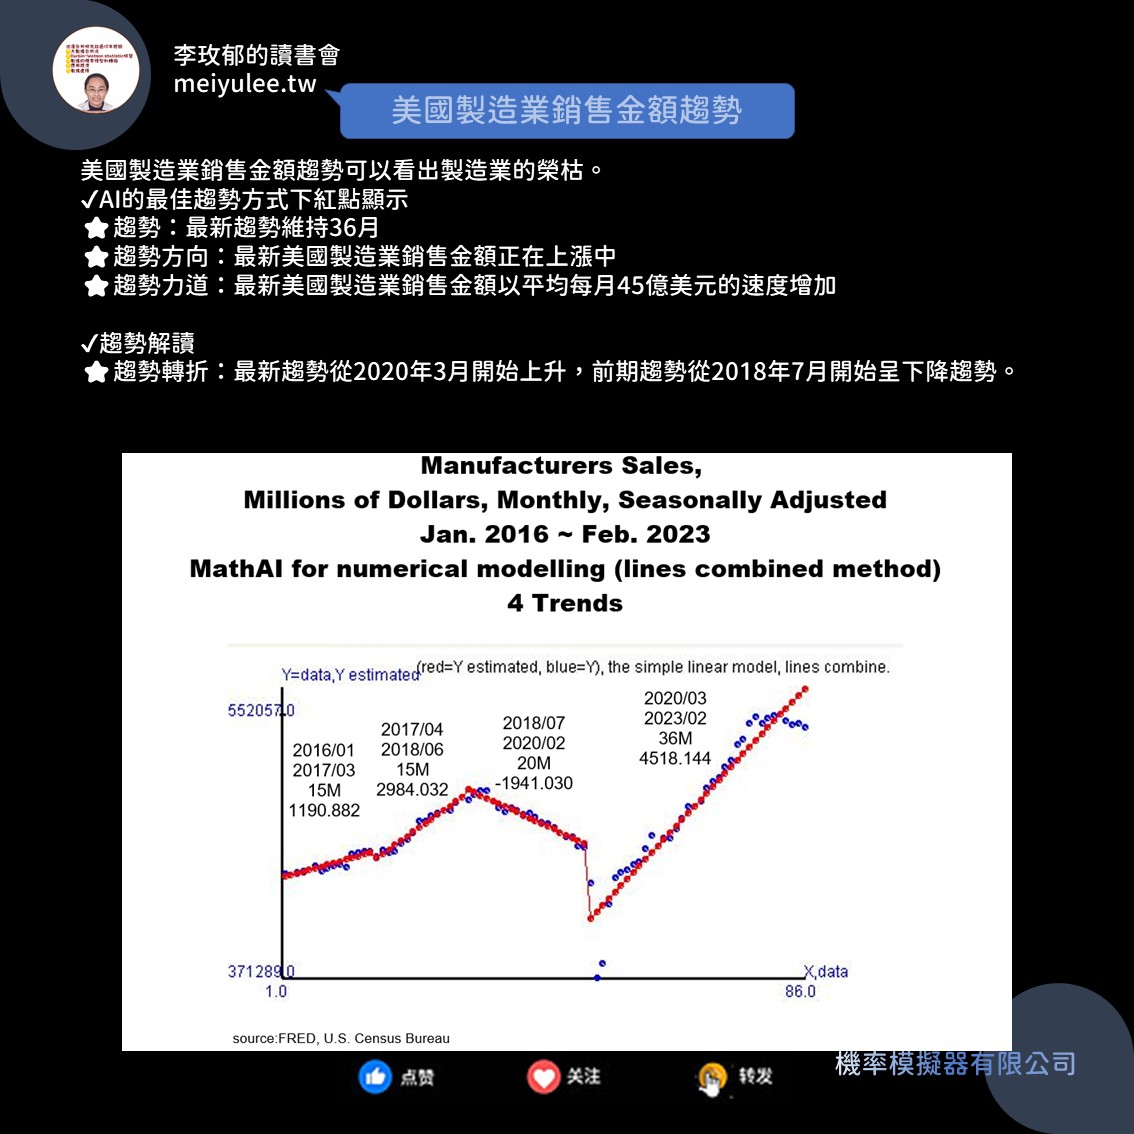 李玫郁的讀書會
meiyulee.tw
美國製造業銷售金額趨勢
美國製造業銷售金額趨勢可以看出製造業的榮枯。
✓AI的最佳趨勢方式下紅點顯示
★趨勢：最新趨勢維持36月
★趨勢方向：最新美國製造業銷售金額正在上漲中
★趨勢力道：最新美國製造業銷售金額以平均每月45億美元的速度增加
✓趨勢解讀
★趨勢轉折：最新趨勢從2020年3月開始上升，前期趨勢從2018年7月開始呈下降趨勢。
Manufacturers Sales,
Millions of Dollars, Monthly, Seasonally Adjusted
Jan. 2016 ~ Feb. 2023
MathAI for numerical modelling (lines combined method)
4 Trends
Y=data,Y estimated
(red=Y estimated, blue=Y), the simple linear model, lines combine.
552057.0
2016/01
2017/03
15M
1190.882
2017/04
2018/06
15M
2984.032
2018/07
2020/02
20M
-1941.030
2020/03
2023/02
36M
4518.144
371289.0
X,data
1.0
86.0
source:FRED, U.S. Census Bureau
点赞
关注
转发
機率模擬器有限公司